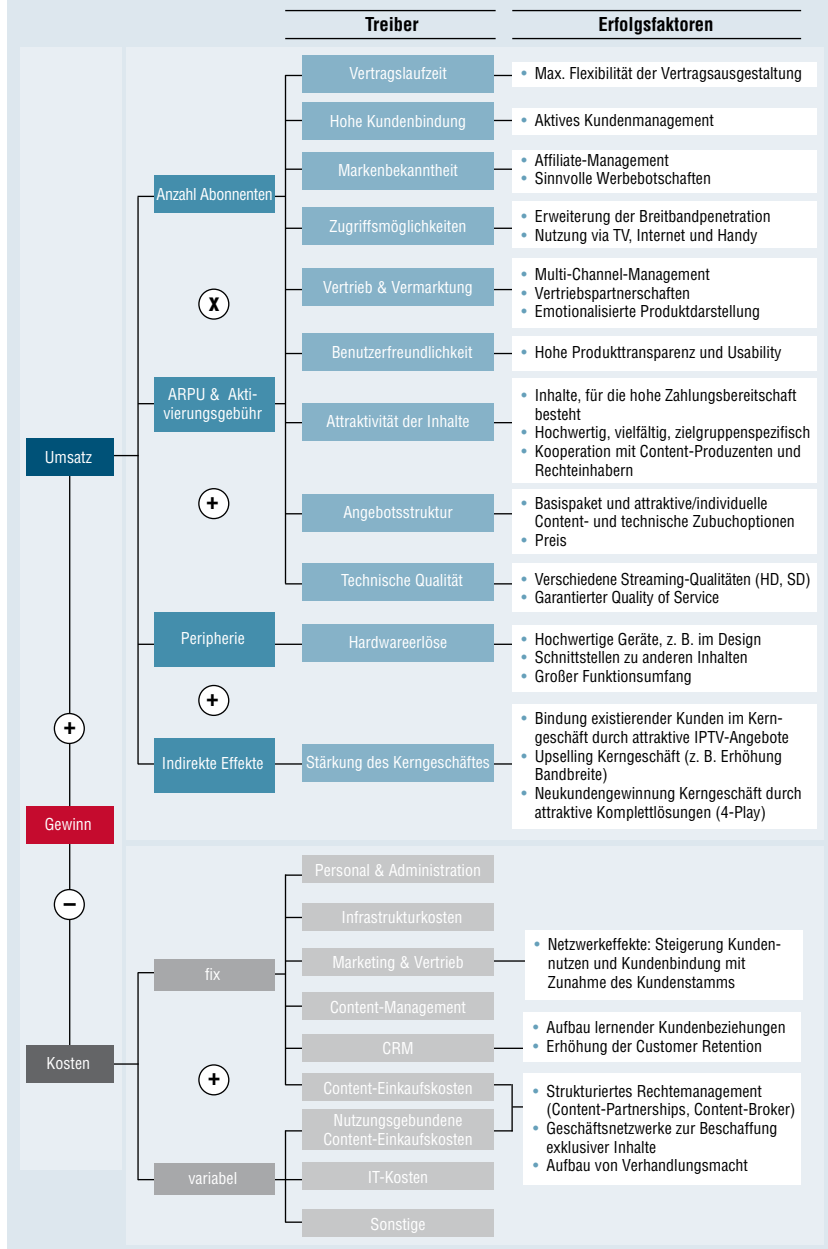 Treiber
Erfolgsfaktoren
Vertragslaufzeit
• Max. Flexibilität der Vertragsausgestaltung
Hohe Kundenbindung
• Aktives Kundenmanagement
Markenbekanntheit
• Affiliate-Management
• Sinnvolle Werbebotschaften
Anzahl Abonnenten
Zugriffsmöglichkeiten
• Erweiterung der Breitbandpenetration
• Nutzung via TV, Internet und Handy
x
Vertrieb & Vermarktung
• Multi-Channel-Management
• Vertriebspartnerschaften
• Emotionalisierte Produktdarstellung
Benutzerfreundlichkeit
• Hohe Produkttransparenz und Usability
ARPU & Akti-
vierungsgebühr
Attraktivität der Inhalte
• Inhalte, für die hohe Zahlungsbereitschaft
besteht
• Hochwertig, vielfältig, zielgruppenspezifisch
• Kooperation mit Content-Produzenten und
Rechteinhabern
Umsatz
+
Angebotsstruktur
• Basispaket und attraktive/individuelle
Content- und technische Zubuchoptionen
• Preis
Technische Qualität
• Verschiedene Streaming-Qualitäten (HD, SD)
• Garantierter Quality of Service
Peripherie
Hardwareerlöse
• Hochwertige Geräte, z. B. im Design
• Schnittstellen zu anderen Inhalten
• Großer Funktionsumfang
+
+
Indirekte Effekte
Stärkung des Kerngeschäftes
• Bindung existierender Kunden im Kern-
geschäft durch attraktive IPTV-Angebote
• Upselling Kerngeschäft (z. B. Erhöhung
Bandbreite)
• Neukundengewinnung Kerngeschäft durch
attraktive Komplettlösungen (4-Play)
Gewinn
–
Personal & Administration
Infrastrukturkosten
fix
Marketing & Vertrieb
• Netzwerkeffekte: Steigerung Kunden-
nutzen und Kundenbindung mit
Zunahme des Kundenstamms
Content-Management
CRM
• Aufbau lernender Kundenbeziehungen
• Erhöhung der Customer Retention
Kosten
+
Content-Einkaufskosten
Nutzungsgebundene
Content-Einkaufskosten
• Strukturiertes Rechtemanagement
(Content-Partnerships, Content-Broker)
• Geschäftsnetzwerke zur Beschaffung
exklusiver Inhalte
• Aufbau von Verhandlungsmacht
variabel
IT-Kosten
Sonstige